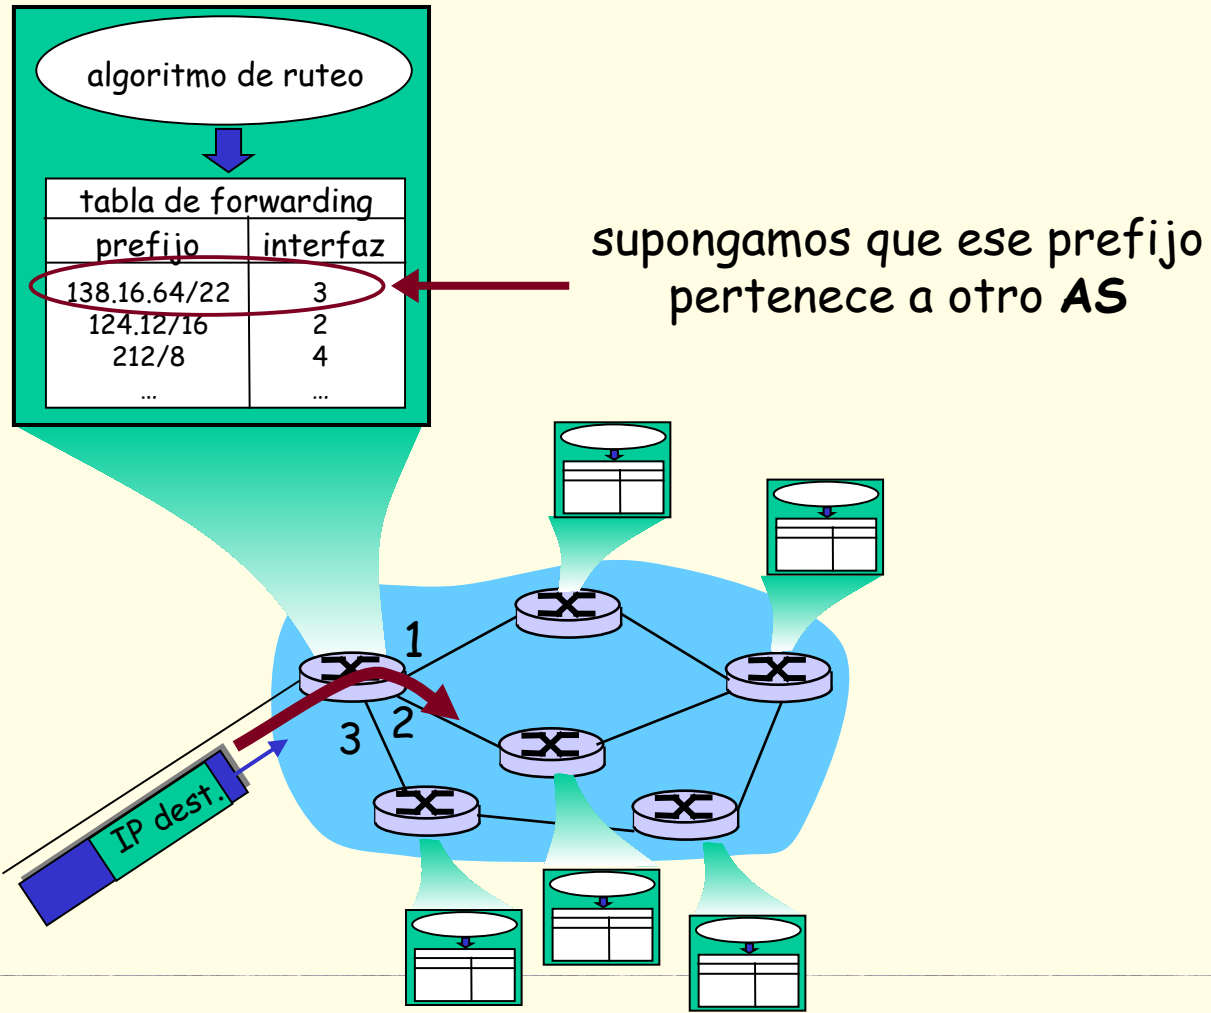 algoritmo de ruteo
tabla de forwarding
prefijo interfaz
138.16.64/22 3
124.12/16 2
212/8 4
... ...
supongamos que ese prefijo
pertenece a otro AS
1
2
3
IP dest.